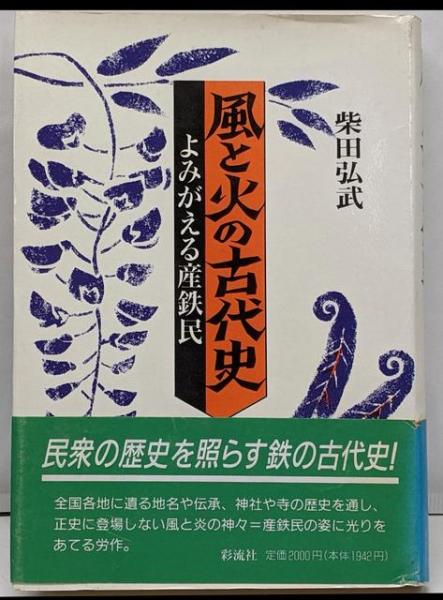 風と火の古代史
よみがえる産鉄民
柴田弘武
民衆の歴史を照らす鉄の古代史!
全国各地に遺る地名や伝承、神社や寺の歴史を通し、
正史に登場しない風と炎の神々=産鉄民の姿に光りを
あてる労作。
彩流社 定価2000円(本体1942円)